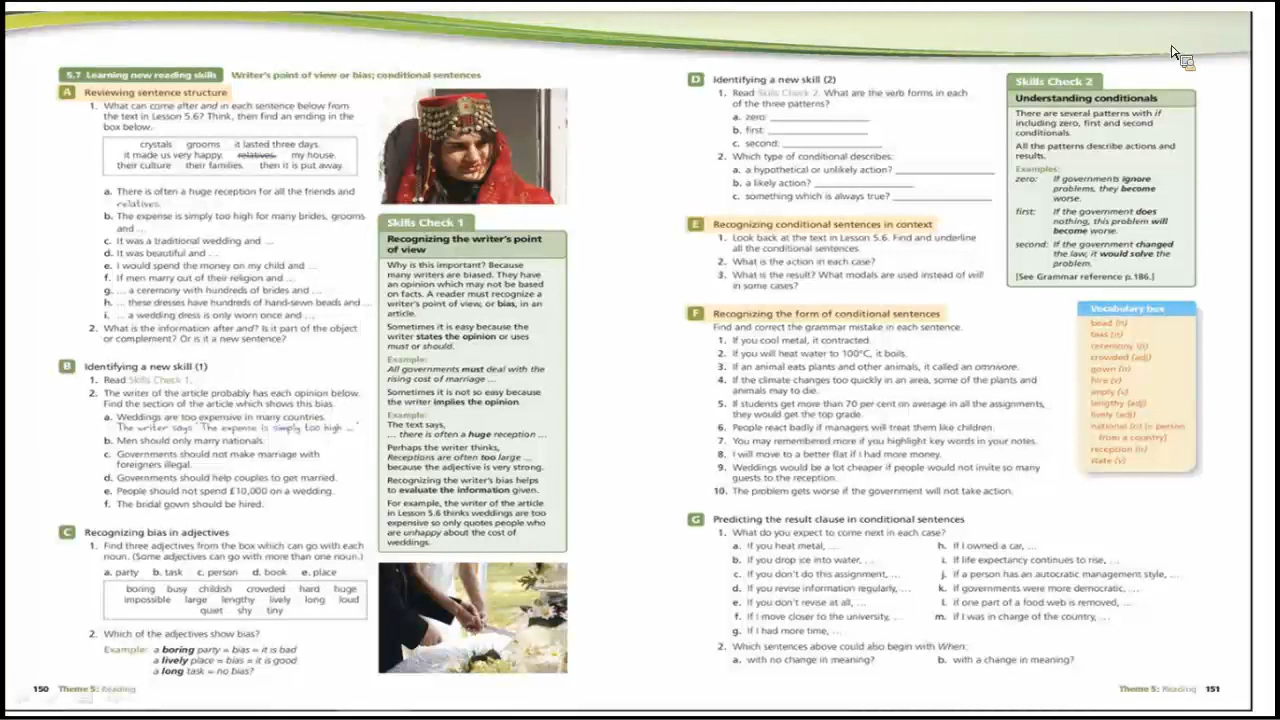 5.7 Learning new reading skills Writer's point of view or bias; conditional sentences
A Reviewing sentence structure
1. What can come after and in each sentence below from
the text in Lesson 5.6? Think, then find an ending in the
box below.
crystals grooms it lasted three days.
it made us very happy. relatives. my house.
their culture their families. then it is put away.
a. There is often a huge reception for all the friends and
relatives.
b. The expense is simply too high for many brides, grooms
and ...
c. It was a traditional wedding and ...
d. It was beautiful and ...
e. I would spend the money on my child and ...
f. If men marry out of their religion and ...
g. ... a ceremony with hundreds of brides and ...
h. ... these dresses have hundreds of hand-sewn beads and ...
i. ... a wedding dress is only worn once and ...
2. What is the information after and? Is it part of the object
or complement? Or is it a new sentence?
B Identifying a new skill (1)
1. Read Skills Check 1.
2. The writer of the article probably has each opinion below.
Find the section of the article which shows this bias.
a. Weddings are too expensive in many countries.
The writer says 'The expense is simply too high ...'
b. Men should only marry nationals.
c. Governments should not make marriage with
foreigners illegal.
d. Governments should help couples to get married.
e. People should not spend £10,000 on a wedding.
f. The bridal gown should be hired.
C Recognizing bias in adjectives
1. Find three adjectives from the box which can go with each
noun. (Some adjectives can go with more than one noun.)
a. party b. task c. person d. book e. place
boring busy childish crowded hard huge
impossible large lengthy lively long loud
quiet shy tiny
2. Which of the adjectives show bias?
Example: a boring party = bias = it is bad
a lively place = bias = it is good
a long task = no bias?
150 Theme 5: Reading
Skills Check 1
Recognizing the writer's point
of view
Why is this important? Because
many writers are biased. They have
an opinion which may not be based
on facts. A reader must recognize a
writer's point of view, or bias, in an
article.
Sometimes it is easy because the
writer states the opinion or uses
must or should.
Example:
All governments must deal with the
rising cost of marriage ...
Sometimes it is not so easy because
the writer implies the opinion.
Example:
The text says,
... there is often a huge reception ...
Perhaps the writer thinks,
Receptions are often too large ...
because the adjective is very strong.
Recognizing the writer's bias helps
to evaluate the information given.
For example, the writer of the article
in Lesson 5.6 thinks weddings are too
expensive so only quotes people who
are unhappy about the cost of
weddings.
D Identifying a new skill (2)
1. Read Skills Check 2. What are the verb forms in each
of the three patterns?
a. zero:
b. first:
c. second:
2. Which type of conditional describes:
a. a hypothetical or unlikely action?
b. a likely action?
c. something which is always true?
E Recognizing conditional sentences in context
1. Look back at the text in Lesson 5.6. Find and underline
all the conditional sentences.
2. What is the action in each case?
3. What is the result? What modals are used instead of will
in some cases?
F Recognizing the form of conditional sentences
Find and correct the grammar mistake in each sentence.
1. If you cool metal, it contracted.
2. If you will heat water to 100°C, it boils.
3. If an animal eats plants and other animals, it called an omnivore.
4. If the climate changes too quickly in an area, some of the plants and
animals may to die.
5. If students get more than 70 per cent on average in all the assignments,
they would get the top grade.
6. People react badly if managers will treat them like children.
7. You may remembered more if you highlight key words in your notes.
8. I will move to a better flat if I had more money.
9. Weddings would be a lot cheaper if people would not invite so many
guests to the reception.
10. The problem gets worse if the government will not take action.
G Predicting the result clause in conditional sentences
1. What do you expect to come next in each case?
a. If you heat metal, ...
b. If you drop ice into water, ...
c. If you don't do this assignment, ...
d. If you revise information regularly, ...
e. If you don't revise at all, ...
f. If I move closer to the university, ...
g. If I had more time, ...
h. If I owned a car, ...
i. If life expectancy continues to rise, ...
j. If a person has an autocratic management style, ...
k. If governments were more democratic, ...
l. If one part of a food web is removed, ...
m. If I was in charge of the country, ...
2. Which sentences above could also begin with When:
a. with no change in meaning? b. with a change in meaning?
Skills Check 2
Understanding conditionals
There are several patterns with if
including zero, first and second
conditionals.
All the patterns describe actions and
results.
Examples:
zero: If governments ignore
problems, they become
worse.
first: If the government does
nothing, this problem will
become worse.
second: If the government changed
the law, it would solve the
problem.
[See Grammar reference p.186.]
Vocabulary box
bead (n)
bias (n)
ceremony (n)
crowded (adj)
gown (n)
hire (v)
imply (v)
lengthy (adj)
lively (adj)
national (n) (= person
from a country)
reception (n)
state (v)
Theme 5: Reading 151